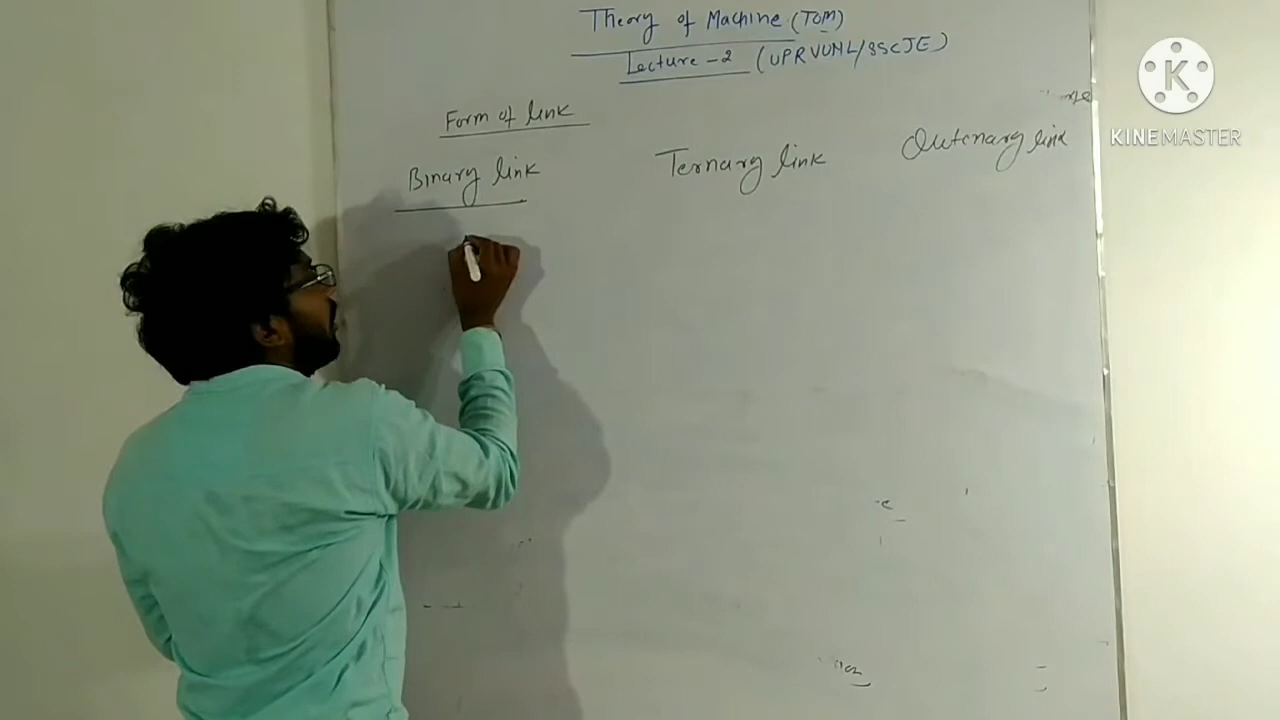 Theory of Machine (TOM)
Lecture - 2 (UPRVUNL/SSCJE)
Form of link
Binary link
Ternary link
Quternary link
K
KINEMASTER